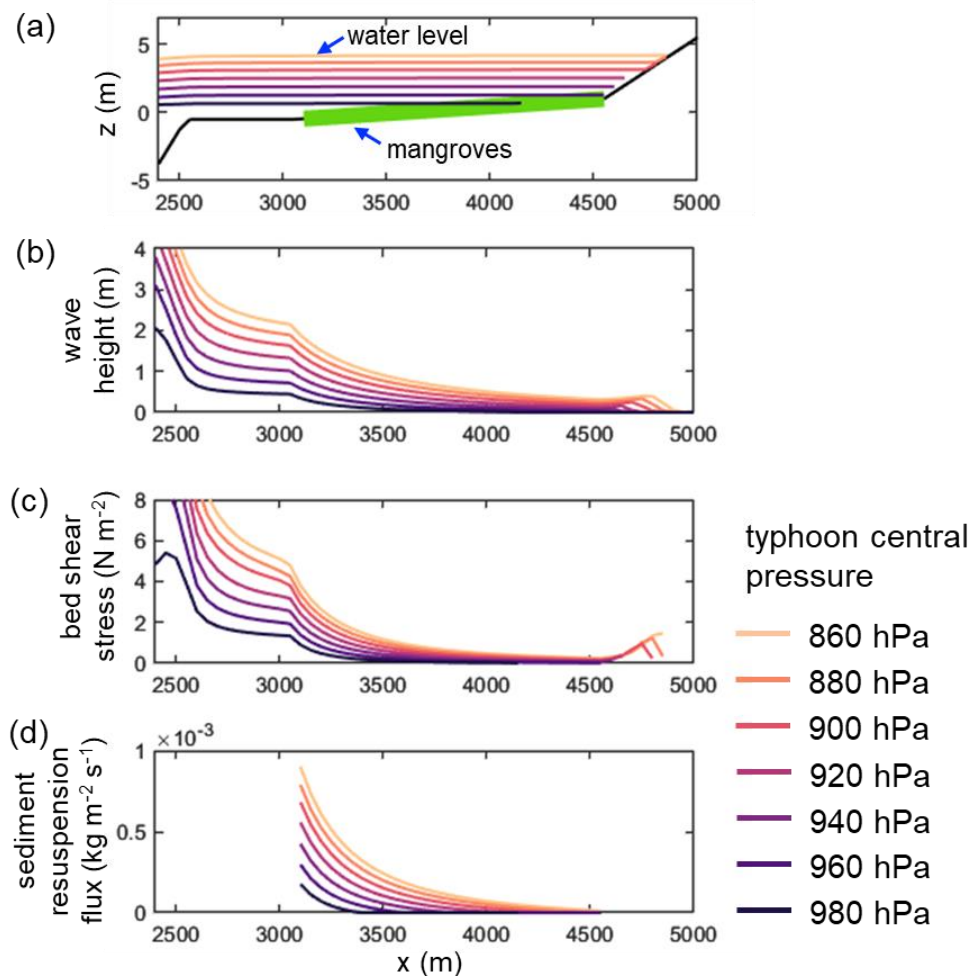 (a)
z (m)
5
0
-5
water level
mangroves
2500 3000 3500 4000 4500 5000
(b)
wave
height (m)
4
3
2
1
0
2500 3000 3500 4000 4500 5000
(c)
bed shear
stress (N m⁻²)
8
6
4
2
0
2500 3000 3500 4000 4500 5000
(d)
sediment
resuspension
flux (kg m⁻² s⁻¹)
×10⁻³
1
0.5
0
2500 3000 3500 4000 4500 5000
x (m)
typhoon central
pressure
860 hPa
880 hPa
900 hPa
920 hPa
940 hPa
960 hPa
980 hPa